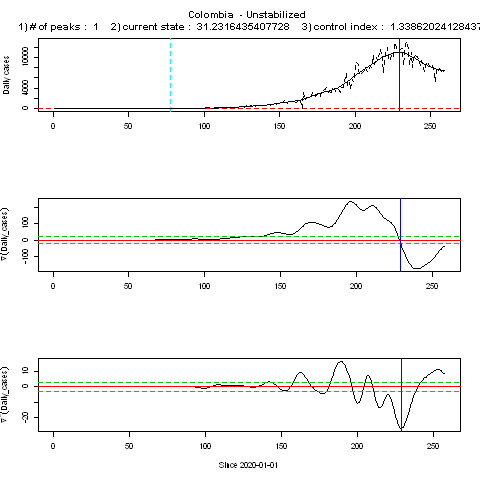 Colombia - Unstabilized
1) # of peaks : 1 2) current state : 31.2316435407728 3) control index : 1.33862024128437
Daily cases
0 4000 10000
0 50 100 150 200 250
∇(Daily_cases)
-100 0 100
0 50 100 150 200 250
∇(Daily_cases)
-20 0 10
0 50 100 150 200 250
Since 2020-01-01